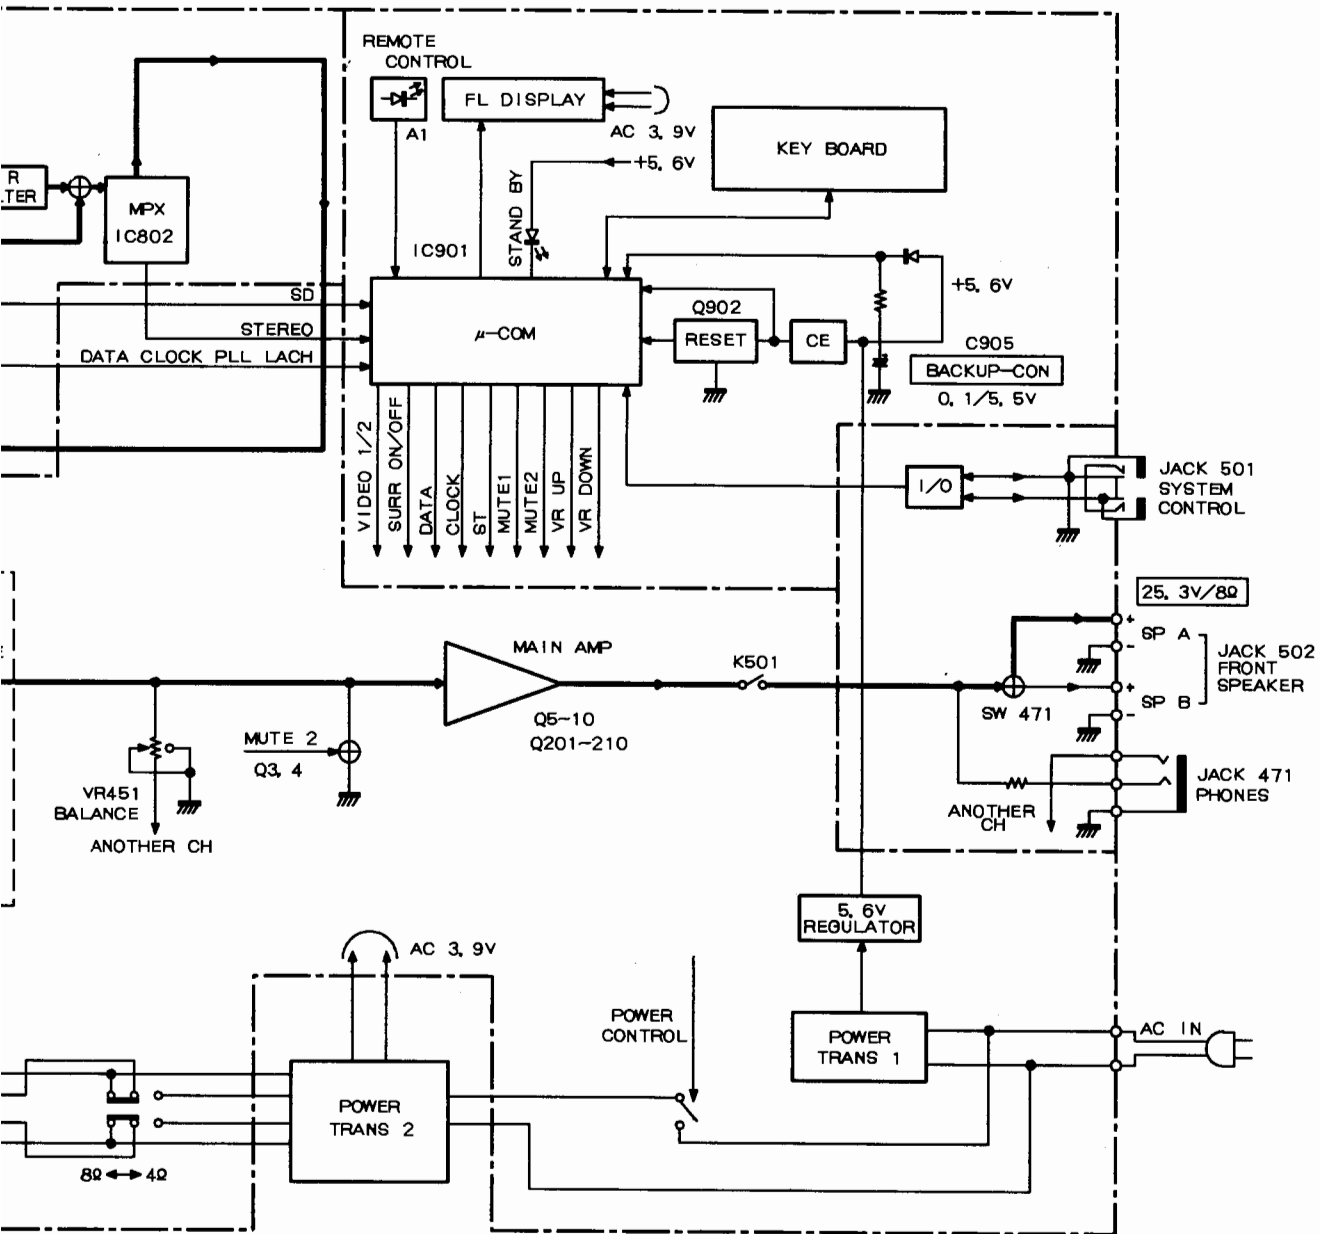 REMOTE
CONTROL
A1
FL DISPLAY
AC 3.9V
+5.6V
KEY BOARD
R
LTER
MPX
IC802
IC901
STAND BY
SD
STEREO
DATA CLOCK PLL LACH
μ-COM
Q902
RESET
CE
+5.6V
C905
BACKUP-CON
0.1/5.5V
VIDEO 1/2
SURR ON/OFF
DATA
CLOCK
ST
MUTE1
MUTE2
VR UP
VR DOWN
I/O
JACK 501
SYSTEM
CONTROL
25.3V/8Ω
+
SP A
-
+
SP B
-
JACK 502
FRONT
SPEAKER
MAIN AMP
Q5~10
Q201~210
K501
SW 471
MUTE 2
Q3,4
VR451
BALANCE
ANOTHER CH
ANOTHER
CH
JACK 471
PHONES
5.6V
REGULATOR
AC 3.9V
POWER
CONTROL
POWER
TRANS 1
AC IN
POWER
TRANS 2
8Ω 4Ω